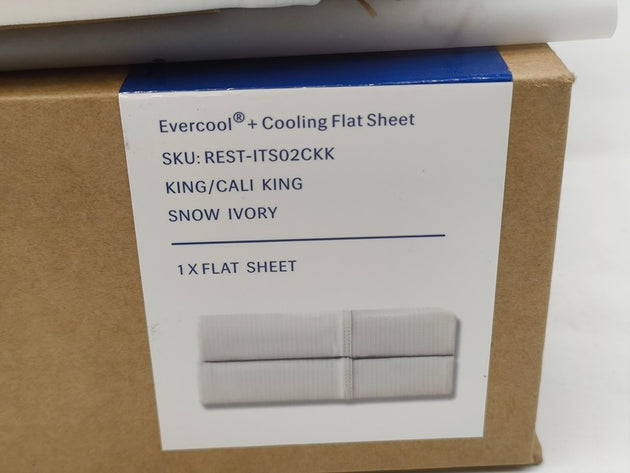 Evercool® + Cooling Flat Sheet
SKU: REST-ITS02CKK
KING/CALI KING
SNOW IVORY
1 X FLAT SHEET